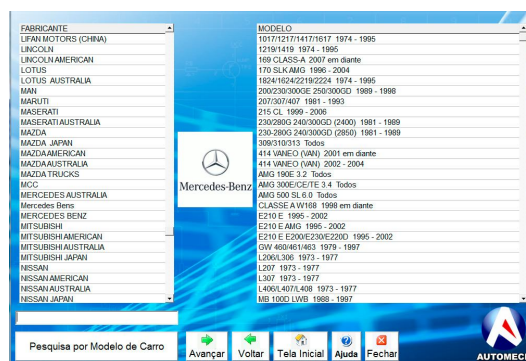 FABRICANTE
LIFAN MOTORS (CHINA)
LINCOLN
LINCOLN AMERICAN
LOTUS
LOTUS AUSTRALIA
MAN
MARUTI
MASERATI
MASERATI AUSTRALIA
MAZDA
MAZDA JAPAN
MAZDA AMERICAN
MAZDA AUSTRALIA
MAZDA TRUCKS
MCC
MERCEDES AUSTRALIA
Mercedes Bens
MERCEDES BENZ
MITSUBISHI
MITSUBISHI AMERICAN
MITSUBISHI AUSTRALIA
MITSUBISHI JAPAN
NISSAN
NISSAN AMERICAN
NISSAN AUSTRALIA
NISSAN JAPAN
Mercedes-Benz
MODELO
1017/1217/1417/1617 1974 - 1995
1219/1419 1974 - 1995
169 CLASS-A 2007 em diante
170 SLK AMG 1996 - 2004
1824/1624/2219/2224 1974 - 1995
200/230/300GE 250/300GD 1989 - 1998
207/307/407 1981 - 1993
215 CL 1999 - 2006
230/280G 240/300GD (2400) 1981 - 1989
230-280G 240/300GD (2850) 1981 - 1989
309/310/313 Todos
414 VANEO (VAN) 2001 em diante
414 VANEO (VAN) 2002 - 2004
AMG 190E 3.2 Todos
AMG 300E/CE/TE 3.4 Todos
AMG 500 SL 6.0 Todos
CLASSE A W168 1998 em diante
E210 E 1995 - 2002
E210 E AMG 1995 - 2002
E210 E E200/E230/E220D 1995 - 2002
GW 460/461/463 1979 - 1997
L206/L306 1973 - 1977
L207 1973 - 1977
L307 1973 - 1977
L406/L407/L408 1973 - 1977
MB 100D LWB 1988 - 1997
Pesquisa por Modelo de Carro
Avançar
Voltar
Tela Inicial
Ajuda
Fechar
AUTOMEC